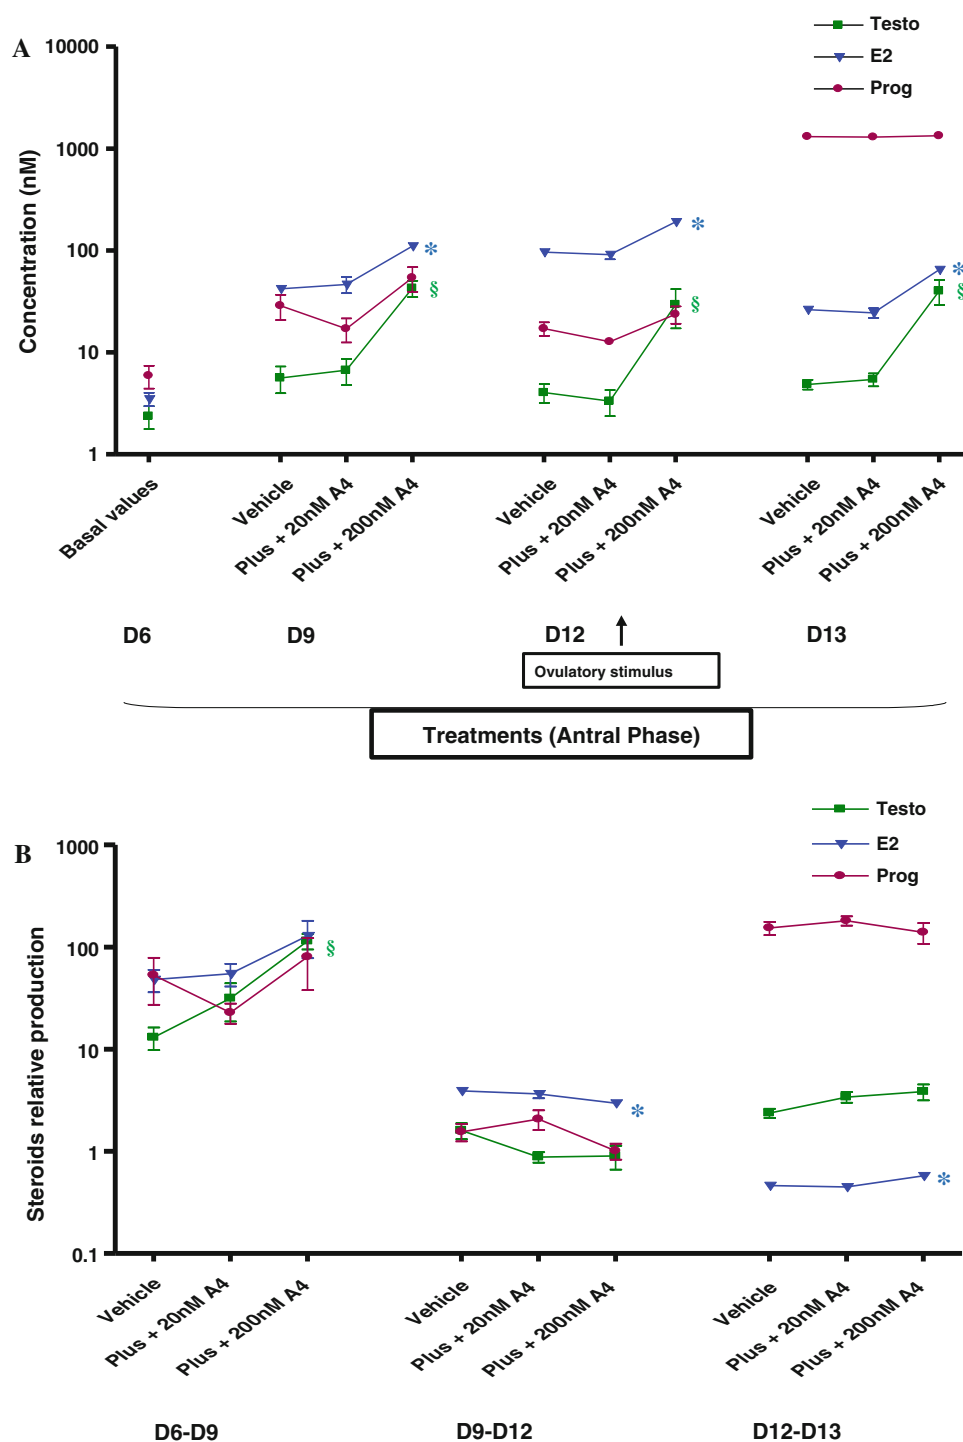 A
Testo
E2
Prog
Concentration (nM)
10000
1000
100
10
1
*
§
*
§
*
§
Basal values
Vehicle
Plus + 20nM A4
Plus + 200nM A4
Vehicle
Plus + 20nM A4
Plus + 200nM A4
Vehicle
Plus + 20nM A4
Plus + 200nM A4
D6
D9
D12
D13
Ovulatory stimulus
Treatments (Antral Phase)
B
Testo
E2
Prog
Steroids relative production
1000
100
10
1
0.1
§
*
*
Vehicle
Plus + 20nM A4
Plus + 200nM A4
Vehicle
Plus + 20nM A4
Plus + 200nM A4
Vehicle
Plus + 20nM A4
Plus + 200nM A4
D6-D9
D9-D12
D12-D13